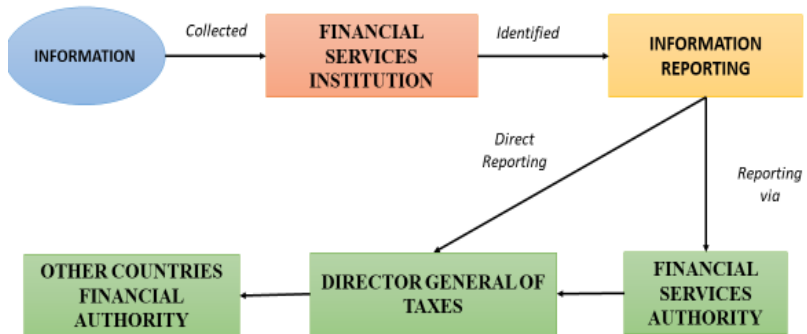 INFORMATION
Collected
FINANCIAL
SERVICES
INSTITUTION
Identified
INFORMATION
REPORTING
Direct
Reporting
Reporting
via
OTHER COUNTRIES
FINANCIAL
AUTHORITY
DIRECTOR GENERAL OF
TAXES
FINANCIAL
SERVICES
AUTHORITY